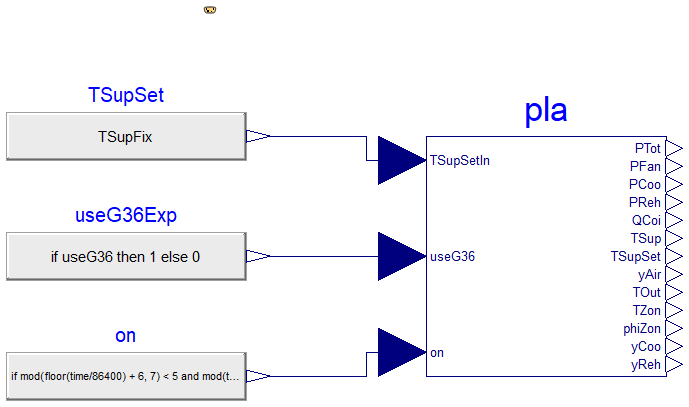 TSupSet
TSupFix
useG36Exp
if useG36 then 1 else 0
on
if mod(floor(time/86400) + 6, 7) < 5 and mod(t...
pla
TSupSetIn
useG36
on
PTot
PFan
PCoo
PReh
QCoi
TSup
TSupSet
yAir
TOut
TZon
phiZon
yCoo
yReh